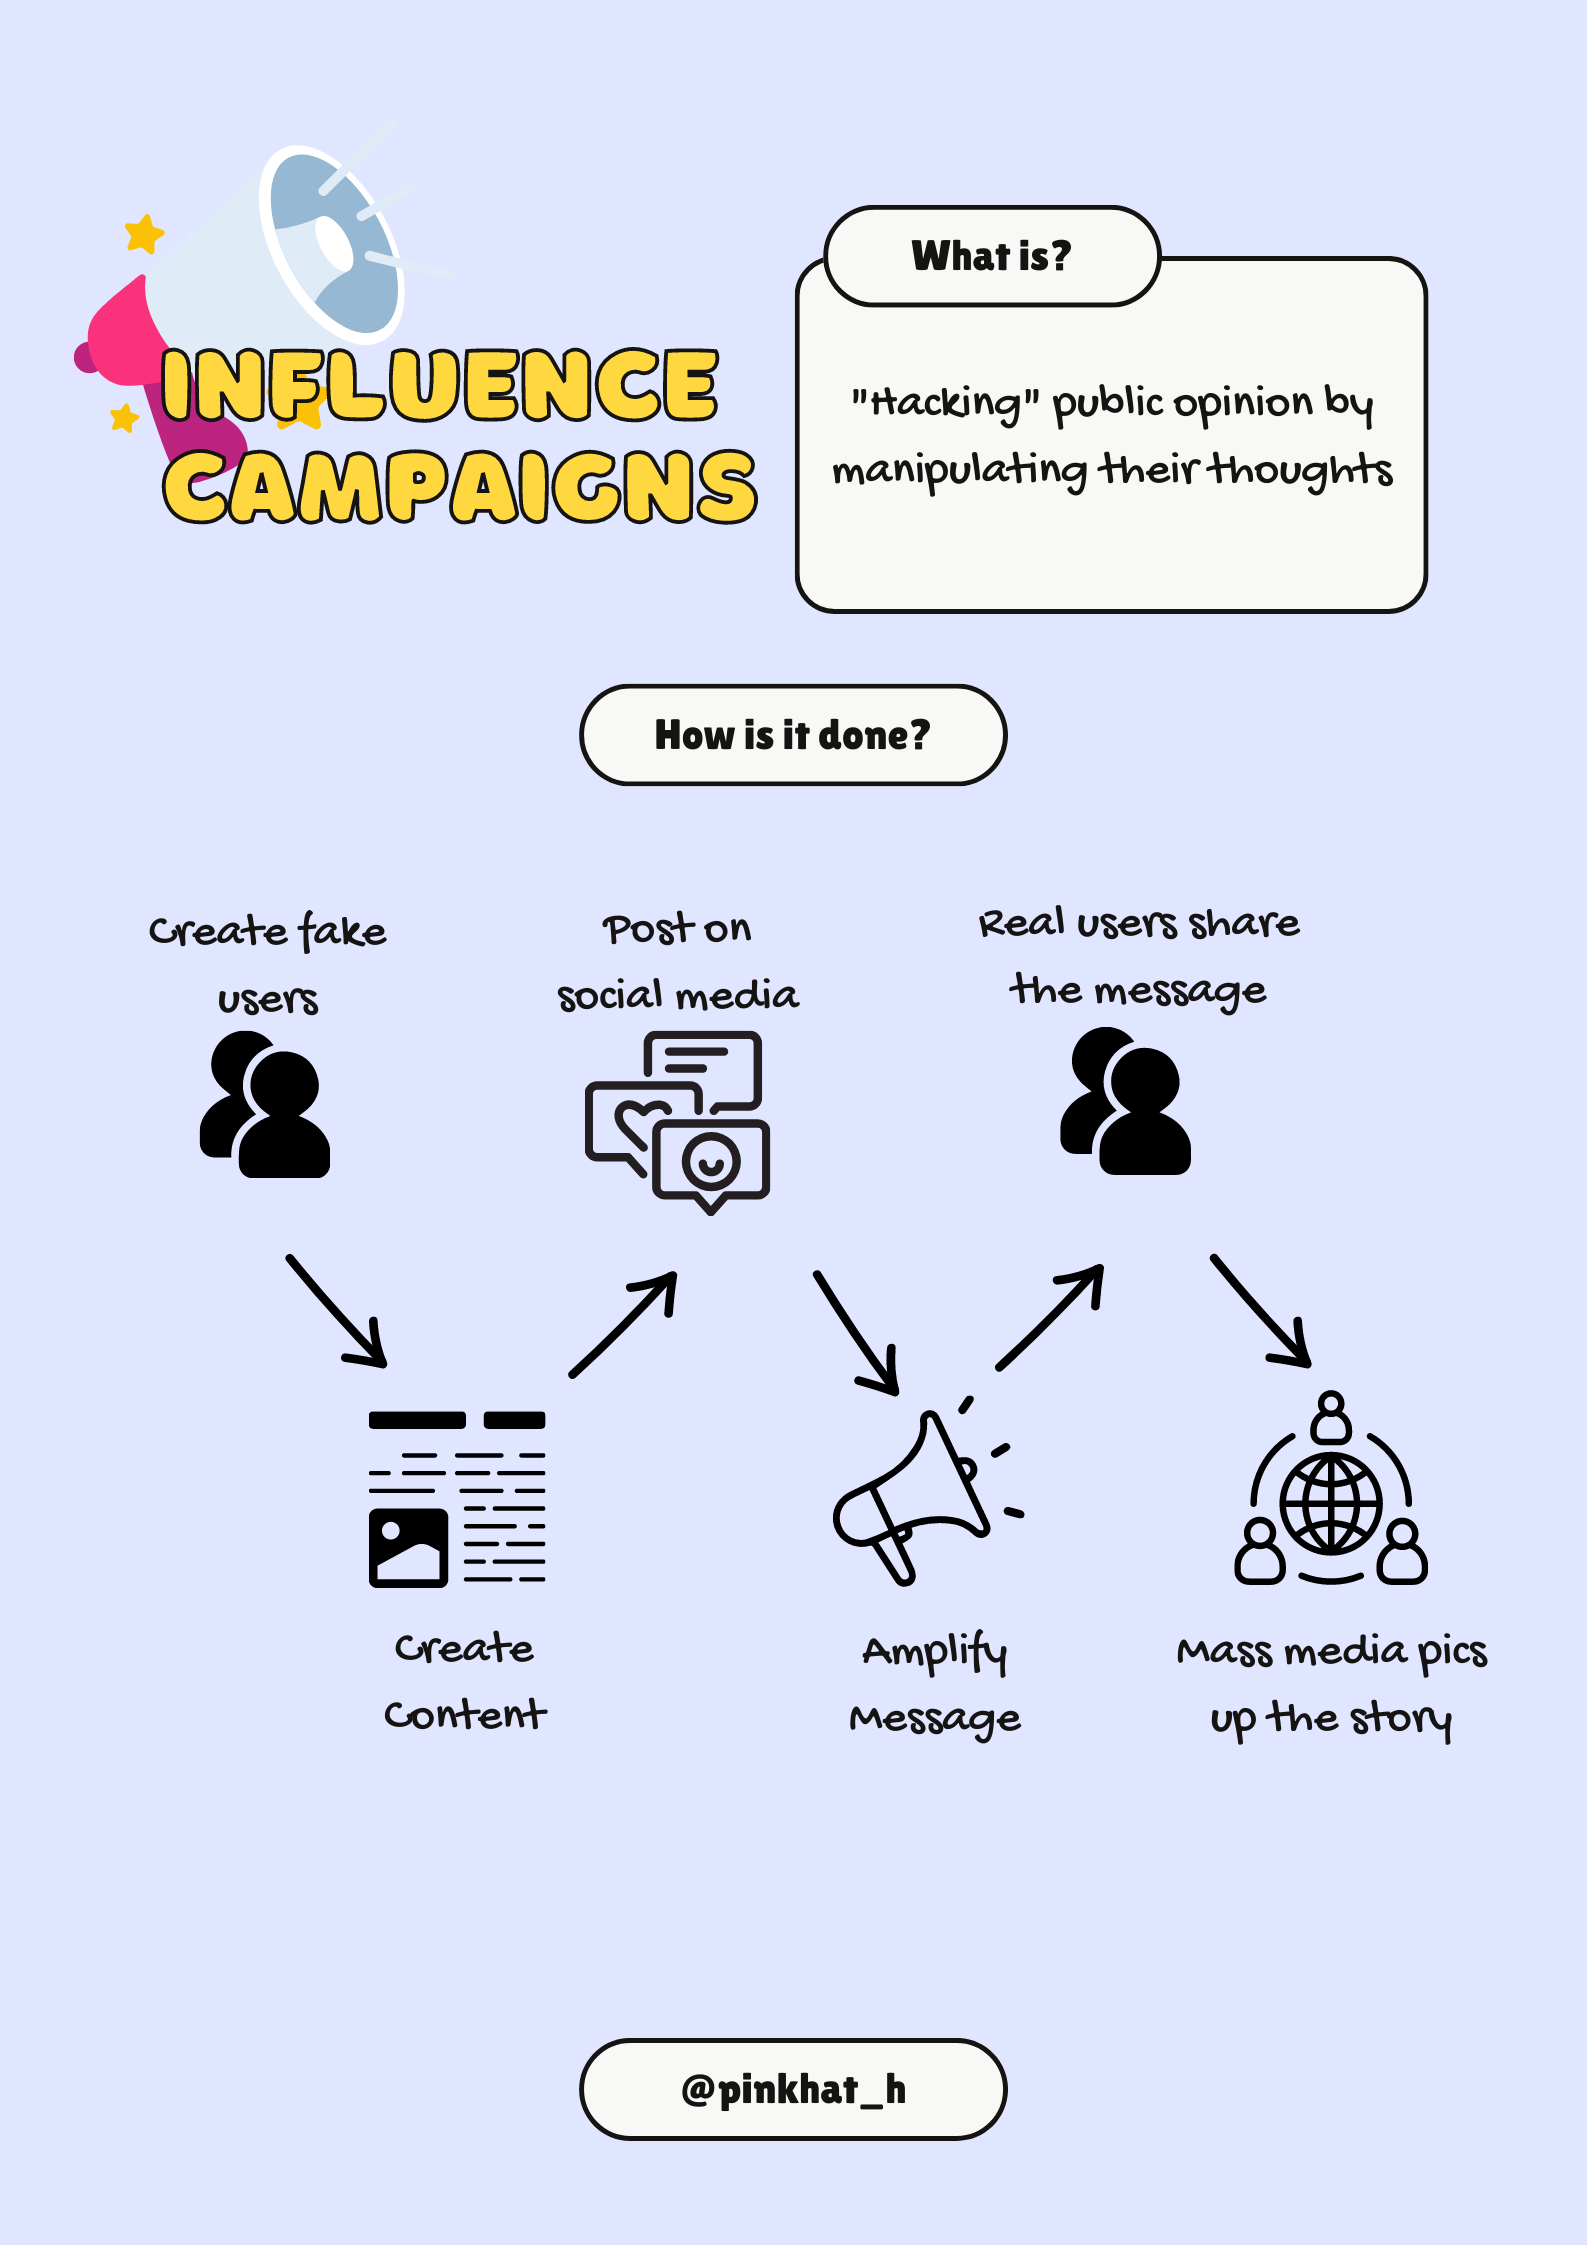 INFLUENCE
CAMPAIGNS
What is?
"Hacking" public opinion by
manipulating their thoughts
How is it done?
Create fake
users
Post on
social media
Real users share
the message
Create
Content
Amplify
Message
Mass media pics
up the story
@pinkhat_h